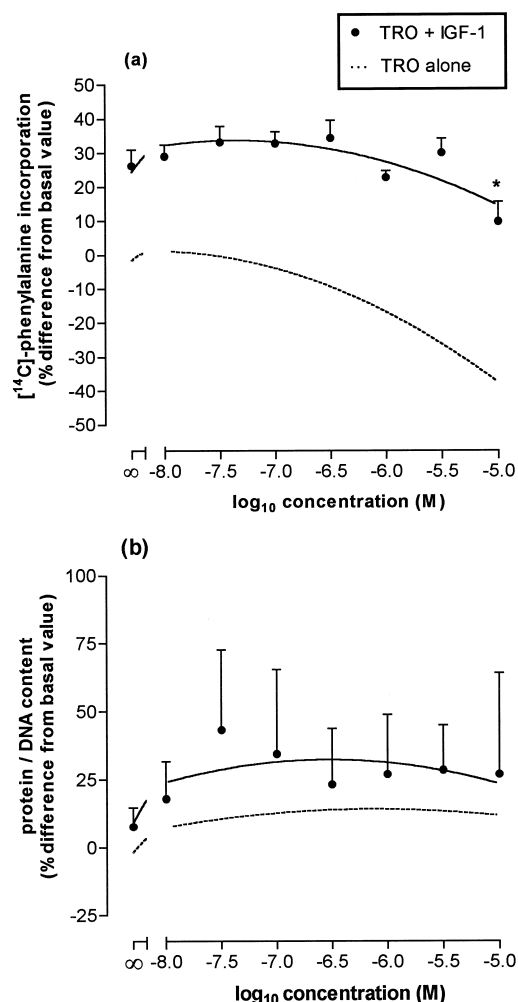 TRO + IGF-1
TRO alone
(a)
[14C]-phenylalanine incorporation
(% difference from basal value)
50
40
30
20
10
0
-10
-20
-30
-40
-50
*
∞ -8.0 -7.5 -7.0 -6.5 -6.0 -5.5 -5.0
log10 concentration (M)
(b)
protein / DNA content
(% difference from basal value)
100
75
50
25
0
-25
∞ -8.0 -7.5 -7.0 -6.5 -6.0 -5.5 -5.0
log10 concentration (M)